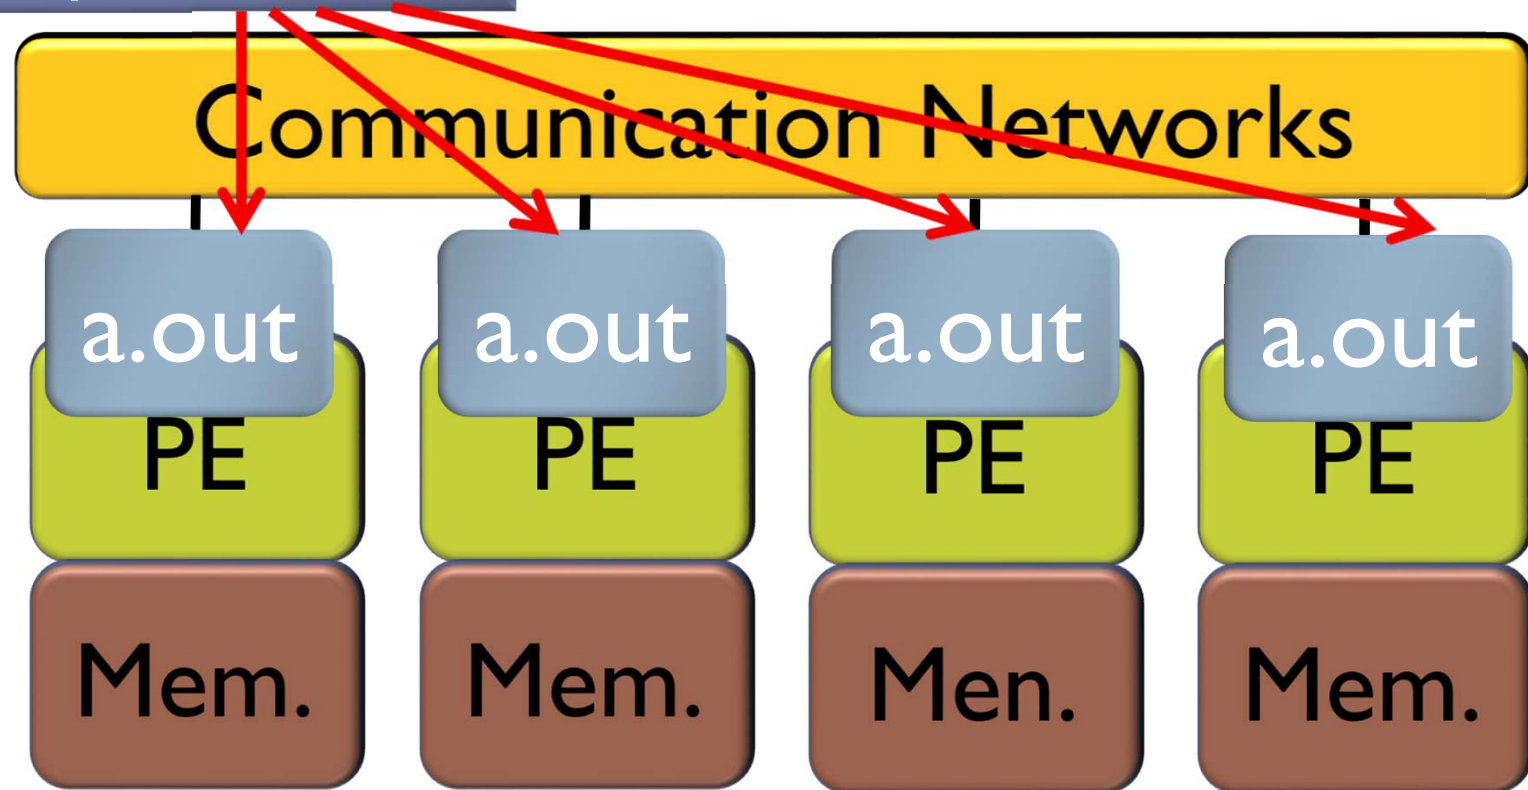 Communication Networks
a.out a.out a.out a.out
PE PE PE PE
Mem. Mem. Men. Mem.